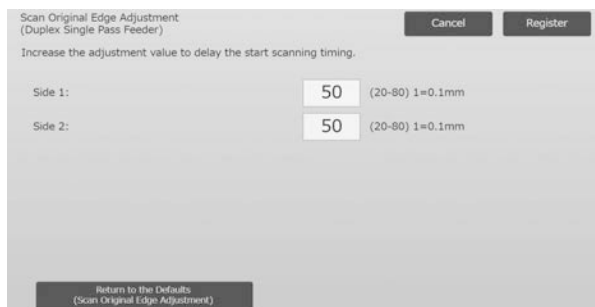 Scan Original Edge Adjustment
(Duplex Single Pass Feeder)
Cancel
Register
Increase the adjustment value to delay the start scanning timing.
Side 1:
50
(20-80) 1=0.1mm
Side 2:
50
(20-80) 1=0.1mm
Return to the Defaults
(Scan Original Edge Adjustment)